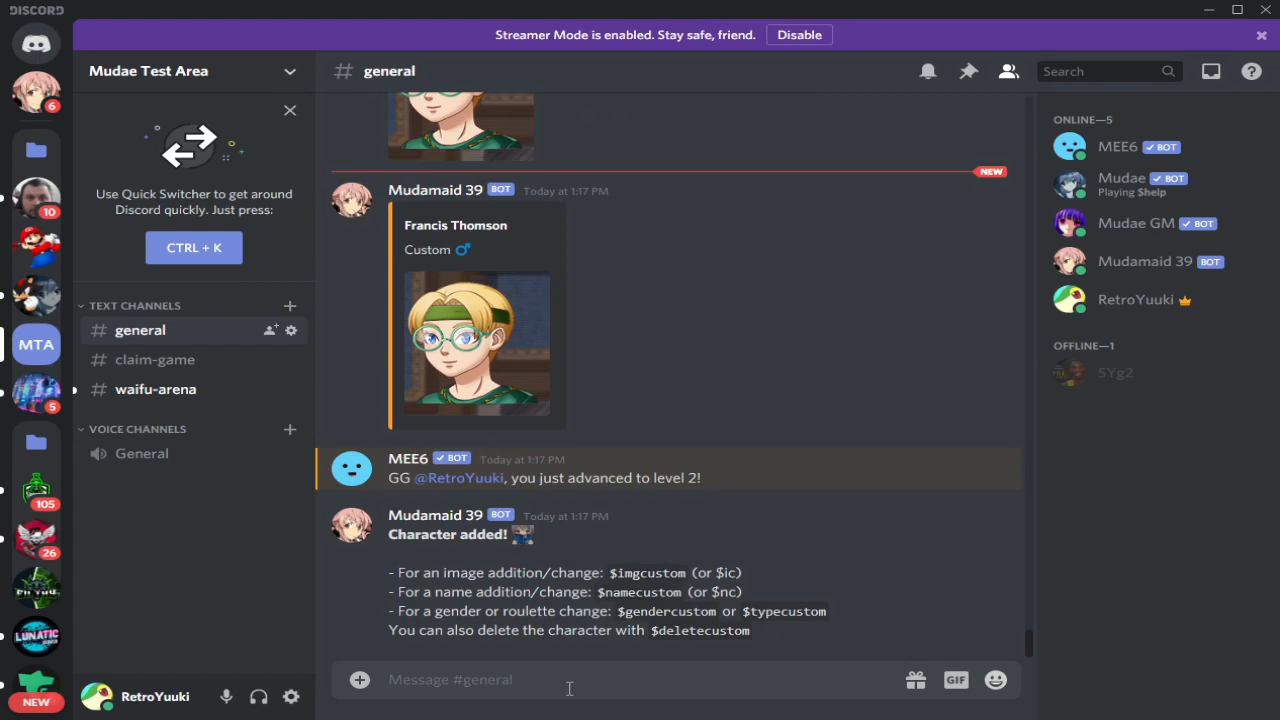 DISCORD
Streamer Mode is enabled. Stay safe, friend. Disable
6
10
MTA
5
105
26
LUNATIC
NEW
Mudae Test Area
Use Quick Switcher to get around
Discord quickly. Just press:
CTRL + K
TEXT CHANNELS
general
claim-game
waifu-arena
VOICE CHANNELS
General
RetroYuuki
# general
Search
NEW
Mudamaid 39 BOT Today at 1:17 PM
Francis Thomson
Custom ♂
MEE6 ✓ BOT Today at 1:17 PM
GG @RetroYuuki, you just advanced to level 2!
Mudamaid 39 BOT Today at 1:17 PM
Character added!
- For an image addition/change: $imgcustom (or $ic)
- For a name addition/change: $namecustom (or $nc)
- For a gender or roulette change: $gendercustom or $typecustom
You can also delete the character with $deletecustom
Message #general
GIF
ONLINE—5
MEE6 ✓ BOT
Mudae ✓ BOT
Playing $help
Mudae GM ✓ BOT
Mudamaid 39 BOT
RetroYuuki
OFFLINE—1
SYg2